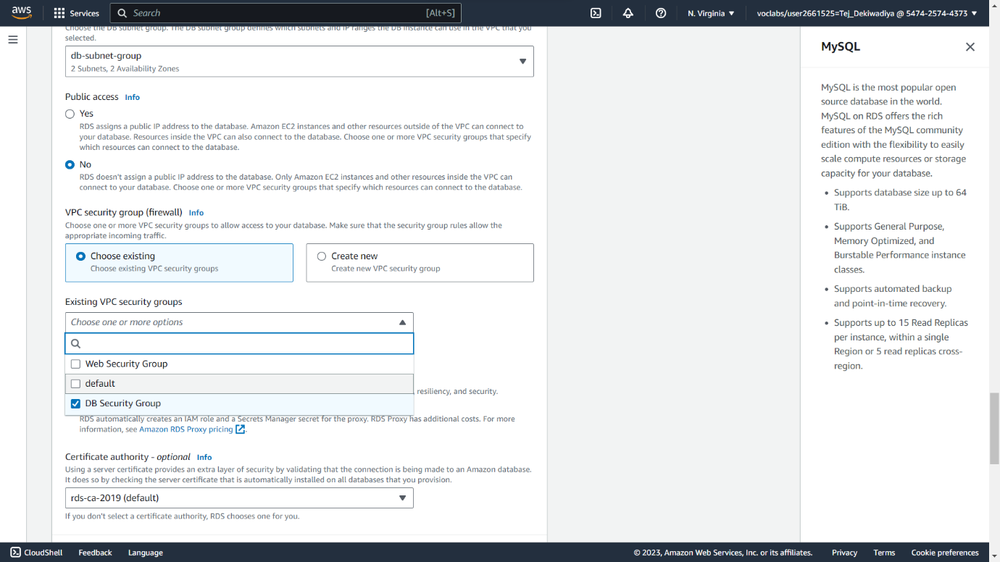 aws
Services
Search
[Alt+S]
N. Virginia
voclabs/user2661525=Tej_Dekiwadiya @ 5474-2574-4373
Choose the DB subnet group. The DB subnet group defines which subnets and IP ranges the DB instance can use in the VPC that you
selected.
db-subnet-group
2 Subnets, 2 Availability Zones
Public access Info
Yes
RDS assigns a public IP address to the database. Amazon EC2 instances and other resources outside of the VPC can connect to
your database. Resources inside the VPC can also connect to the database. Choose one or more VPC security groups that specify
which resources can connect to the database.
No
RDS doesn't assign a public IP address to the database. Only Amazon EC2 instances and other resources inside the VPC can
connect to your database. Choose one or more VPC security groups that specify which resources can connect to the database.
VPC security group (firewall) Info
Choose one or more VPC security groups to allow access to your database. Make sure that the security group rules allow the
appropriate incoming traffic.
Choose existing
Choose existing VPC security groups
Create new
Create new VPC security group
Existing VPC security groups
Choose one or more options
Web Security Group
default
resiliency, and security.
DB Security Group
RDS automatically creates an IAM role and a Secrets Manager secret for the proxy. RDS Proxy has additional costs. For more
information, see Amazon RDS Proxy pricing.
Certificate authority - optional Info
Using a server certificate provides an extra layer of security by validating that the connection is being made to an Amazon database.
It does so by checking the server certificate that is automatically installed on all databases that you provision.
rds-ca-2019 (default)
If you don't select a certificate authority, RDS chooses one for you.
MySQL
MySQL is the most popular open
source database in the world.
MySQL on RDS offers the rich
features of the MySQL community
edition with the flexibility to easily
scale compute resources or storage
capacity for your database.
• Supports database size up to 64
TiB.
• Supports General Purpose,
Memory Optimized, and
Burstable Performance instance
classes.
• Supports automated backup
and point-in-time recovery.
• Supports up to 15 Read Replicas
per instance, within a single
Region or 5 read replicas cross-
region.
CloudShell
Feedback
Language
© 2023, Amazon Web Services, Inc. or its affiliates.
Privacy
Terms
Cookie preferences